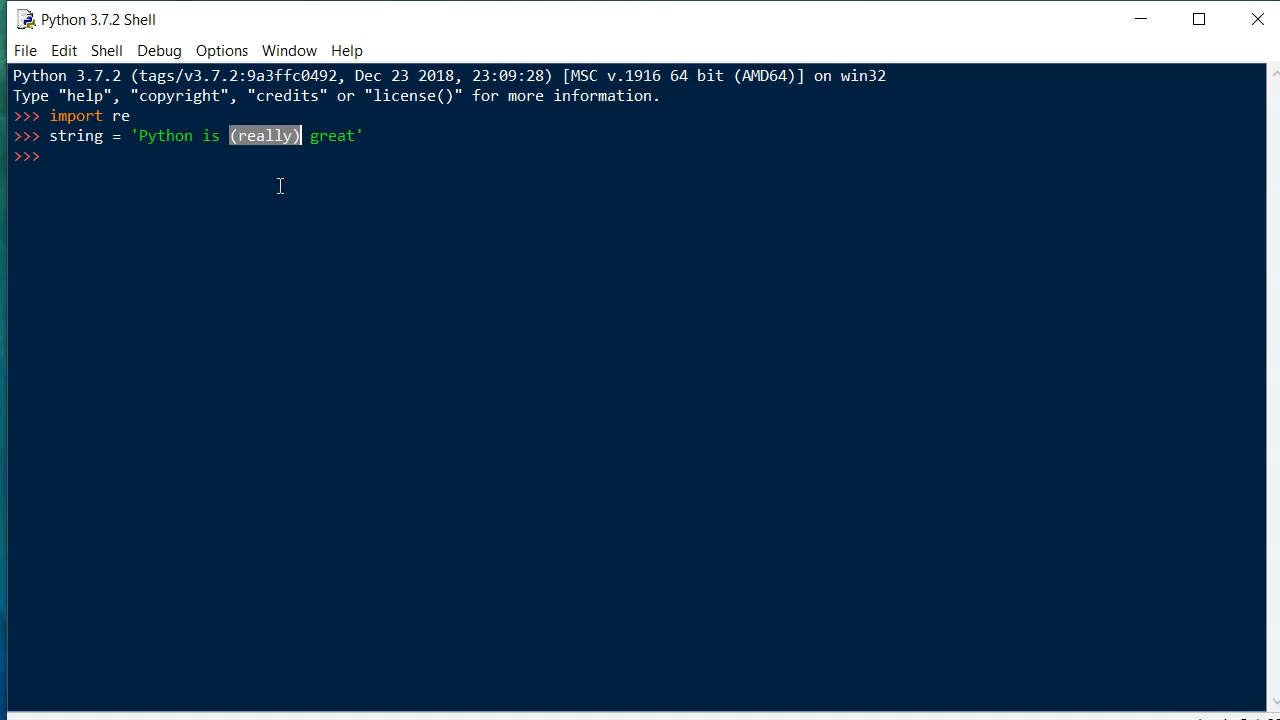 Python 3.7.2 Shell
File Edit Shell Debug Options Window Help
Python 3.7.2 (tags/v3.7.2:9a3ffc0492, Dec 23 2018, 23:09:28) [MSC v.1916 64 bit (AMD64)] on win32
Type "help", "copyright", "credits" or "license()" for more information.
>>> import re
>>> string = 'Python is (really) great'
>>>